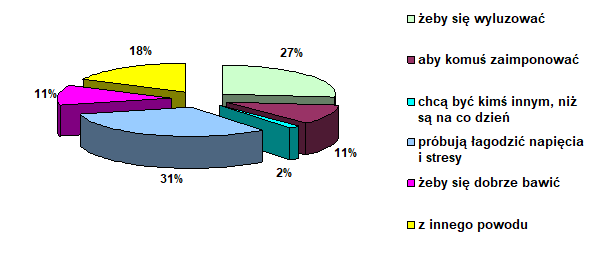 18%
27%
11%
11%
2%
31%
żeby się wyluzować
aby komuś zaimponować
chcą być kimś innym, niż
są na co dzień
próbują łagodzić napięcia
i stresy
żeby się dobrze bawić
z innego powodu